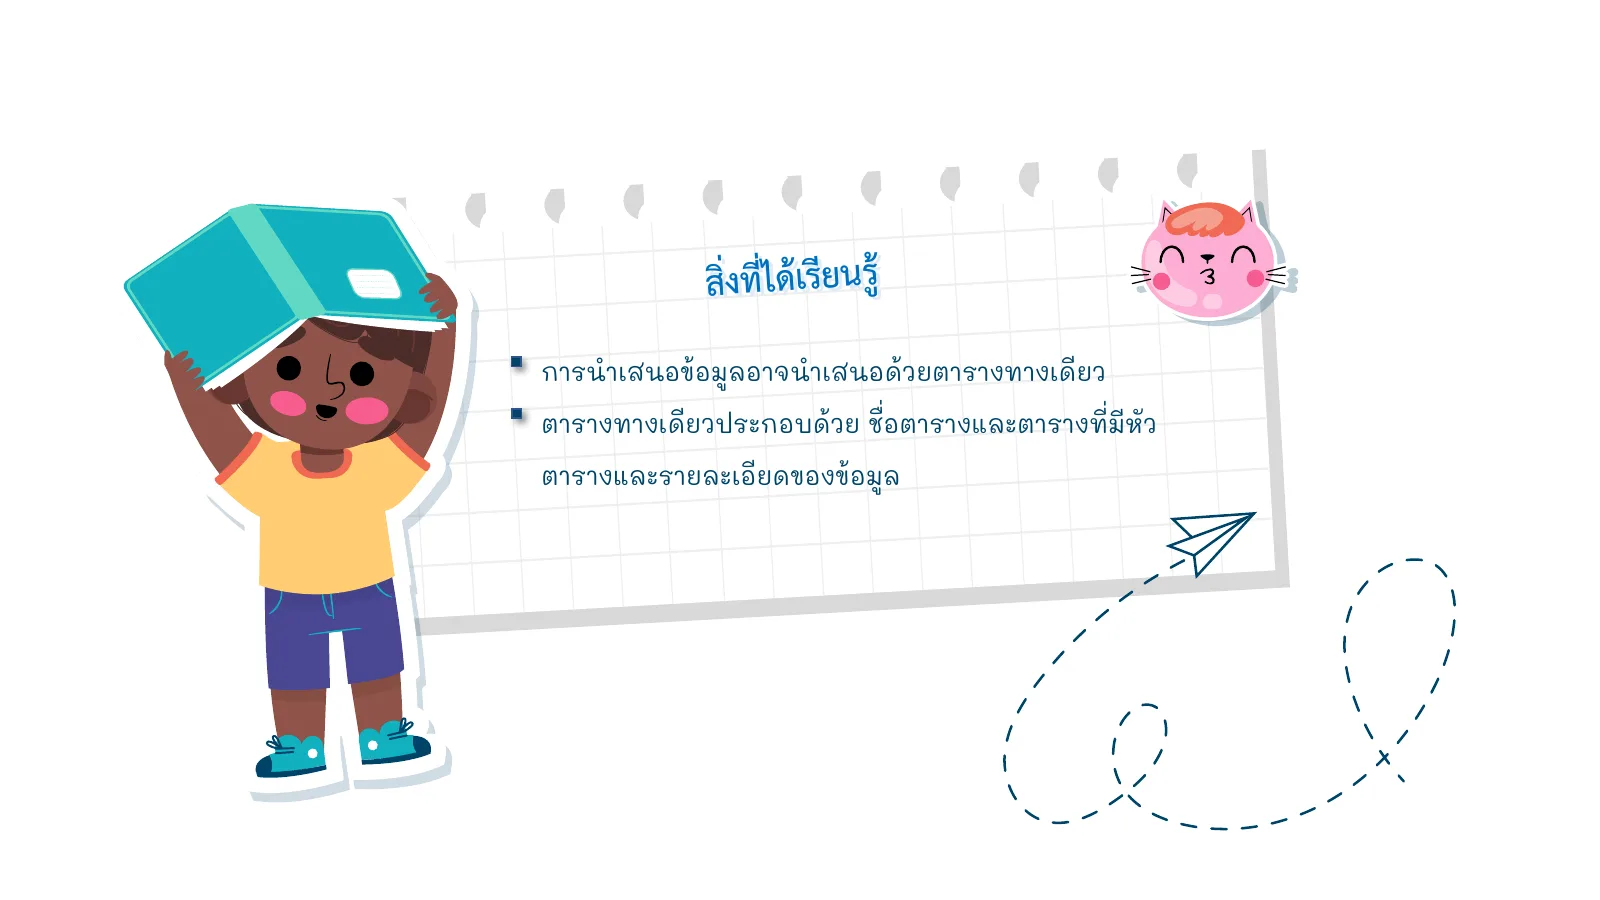 สิ่งที่ได้เรียนรู้
การนำเสนอข้อมูลอาจนำเสนอด้วยตารางทางเดียว
ตารางทางเดียวประกอบด้วย ชื่อตารางและตารางที่มีหัว
ตารางและรายละเอียดของข้อมูล